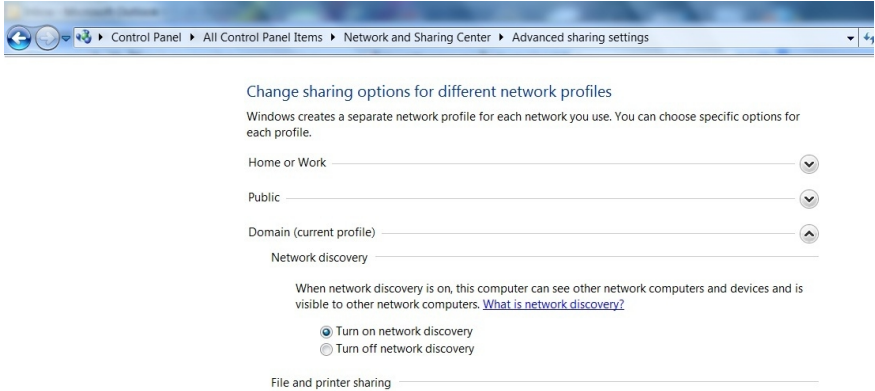 Control Panel ▸ All Control Panel Items ▸ Network and Sharing Center ▸ Advanced sharing settings
Change sharing options for different network profiles
Windows creates a separate network profile for each network you use. You can choose specific options for
each profile.
Home or Work
Public
Domain (current profile)
Network discovery
When network discovery is on, this computer can see other network computers and devices and is
visible to other network computers. What is network discovery?
Turn on network discovery
Turn off network discovery
File and printer sharing